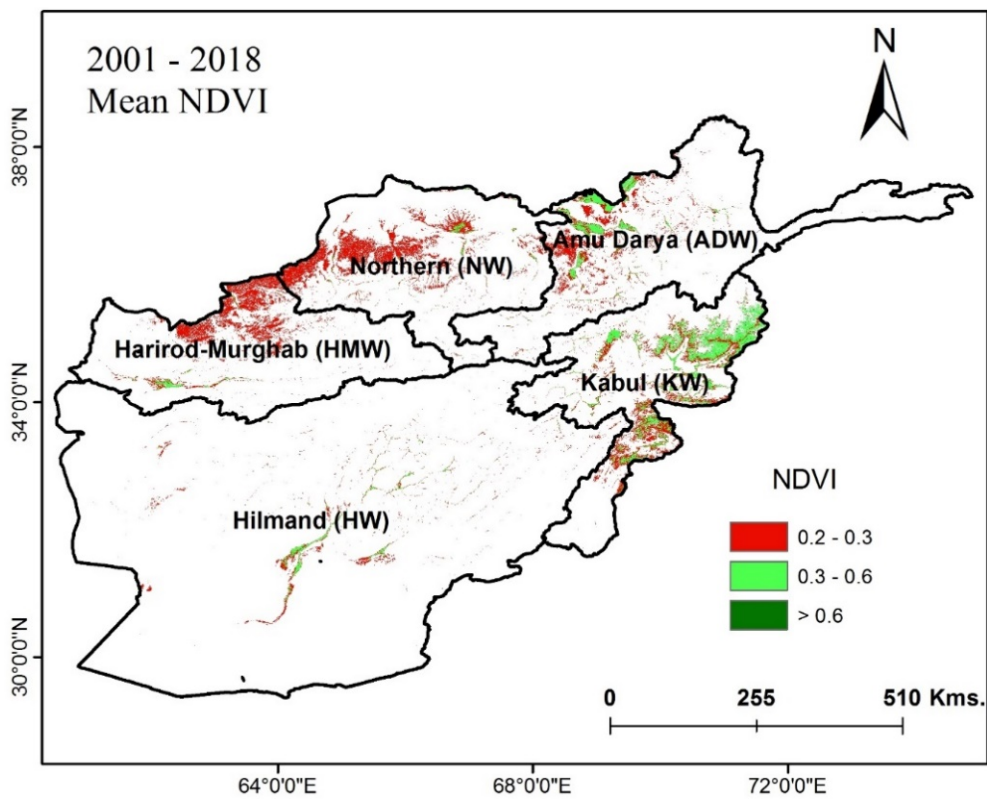 2001 - 2018
Mean NDVI
N
38°0'0"N
34°0'0"N
30°0'0"N
Amu Darya (ADW)
Northern (NW)
Harirod-Murghab (HMW)
Kabul (KW)
Hilmand (HW)
NDVI
0.2 - 0.3
0.3 - 0.6
> 0.6
0 255 510 Kms.
64°0'0"E 68°0'0"E 72°0'0"E